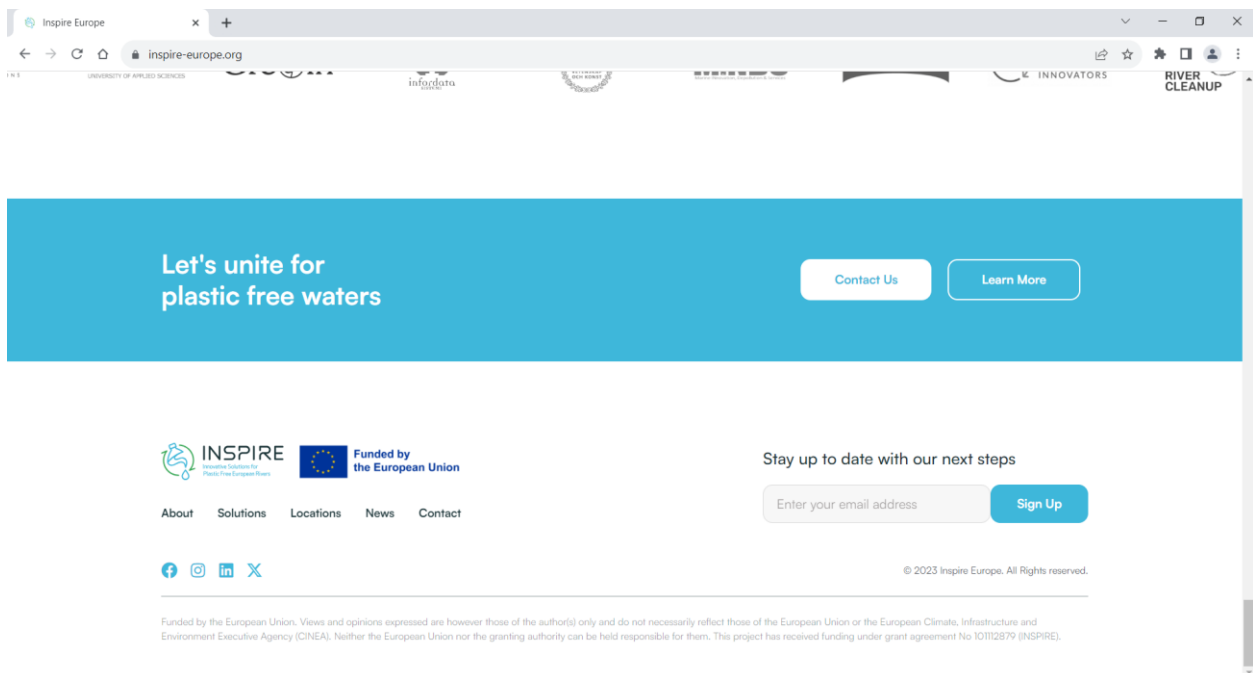 Inspire Europe
inspire-europe.org
UNIVERSITY OF APPLIED SCIENCES
infordata
INNOVATORS
RIVER
CLEANUP
Let's unite for
plastic free waters
Contact Us
Learn More
INSPIRE
Innovative Solutions for
Plastic Free European Rivers
Funded by
the European Union
Stay up to date with our next steps
Enter your email address
Sign Up
About Solutions Locations News Contact
© 2023 Inspire Europe. All Rights reserved.
Funded by the European Union. Views and opinions expressed are however those of the author(s) only and do not necessarily reflect those of the European Union or the European Climate, Infrastructure and
Environment Executive Agency (CINEA). Neither the European Union nor the granting authority can be held responsible for them. This project has received funding under grant agreement No 101112879 (INSPIRE).